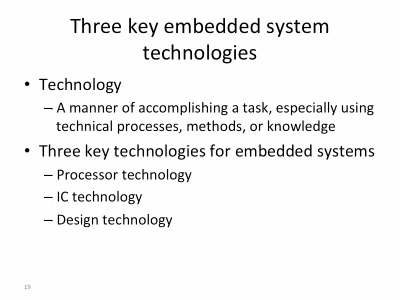 Three key embedded system
technologies
• Technology
– A manner of accomplishing a task, especially using
technical processes, methods, or knowledge
• Three key technologies for embedded systems
– Processor technology
– IC technology
– Design technology
19